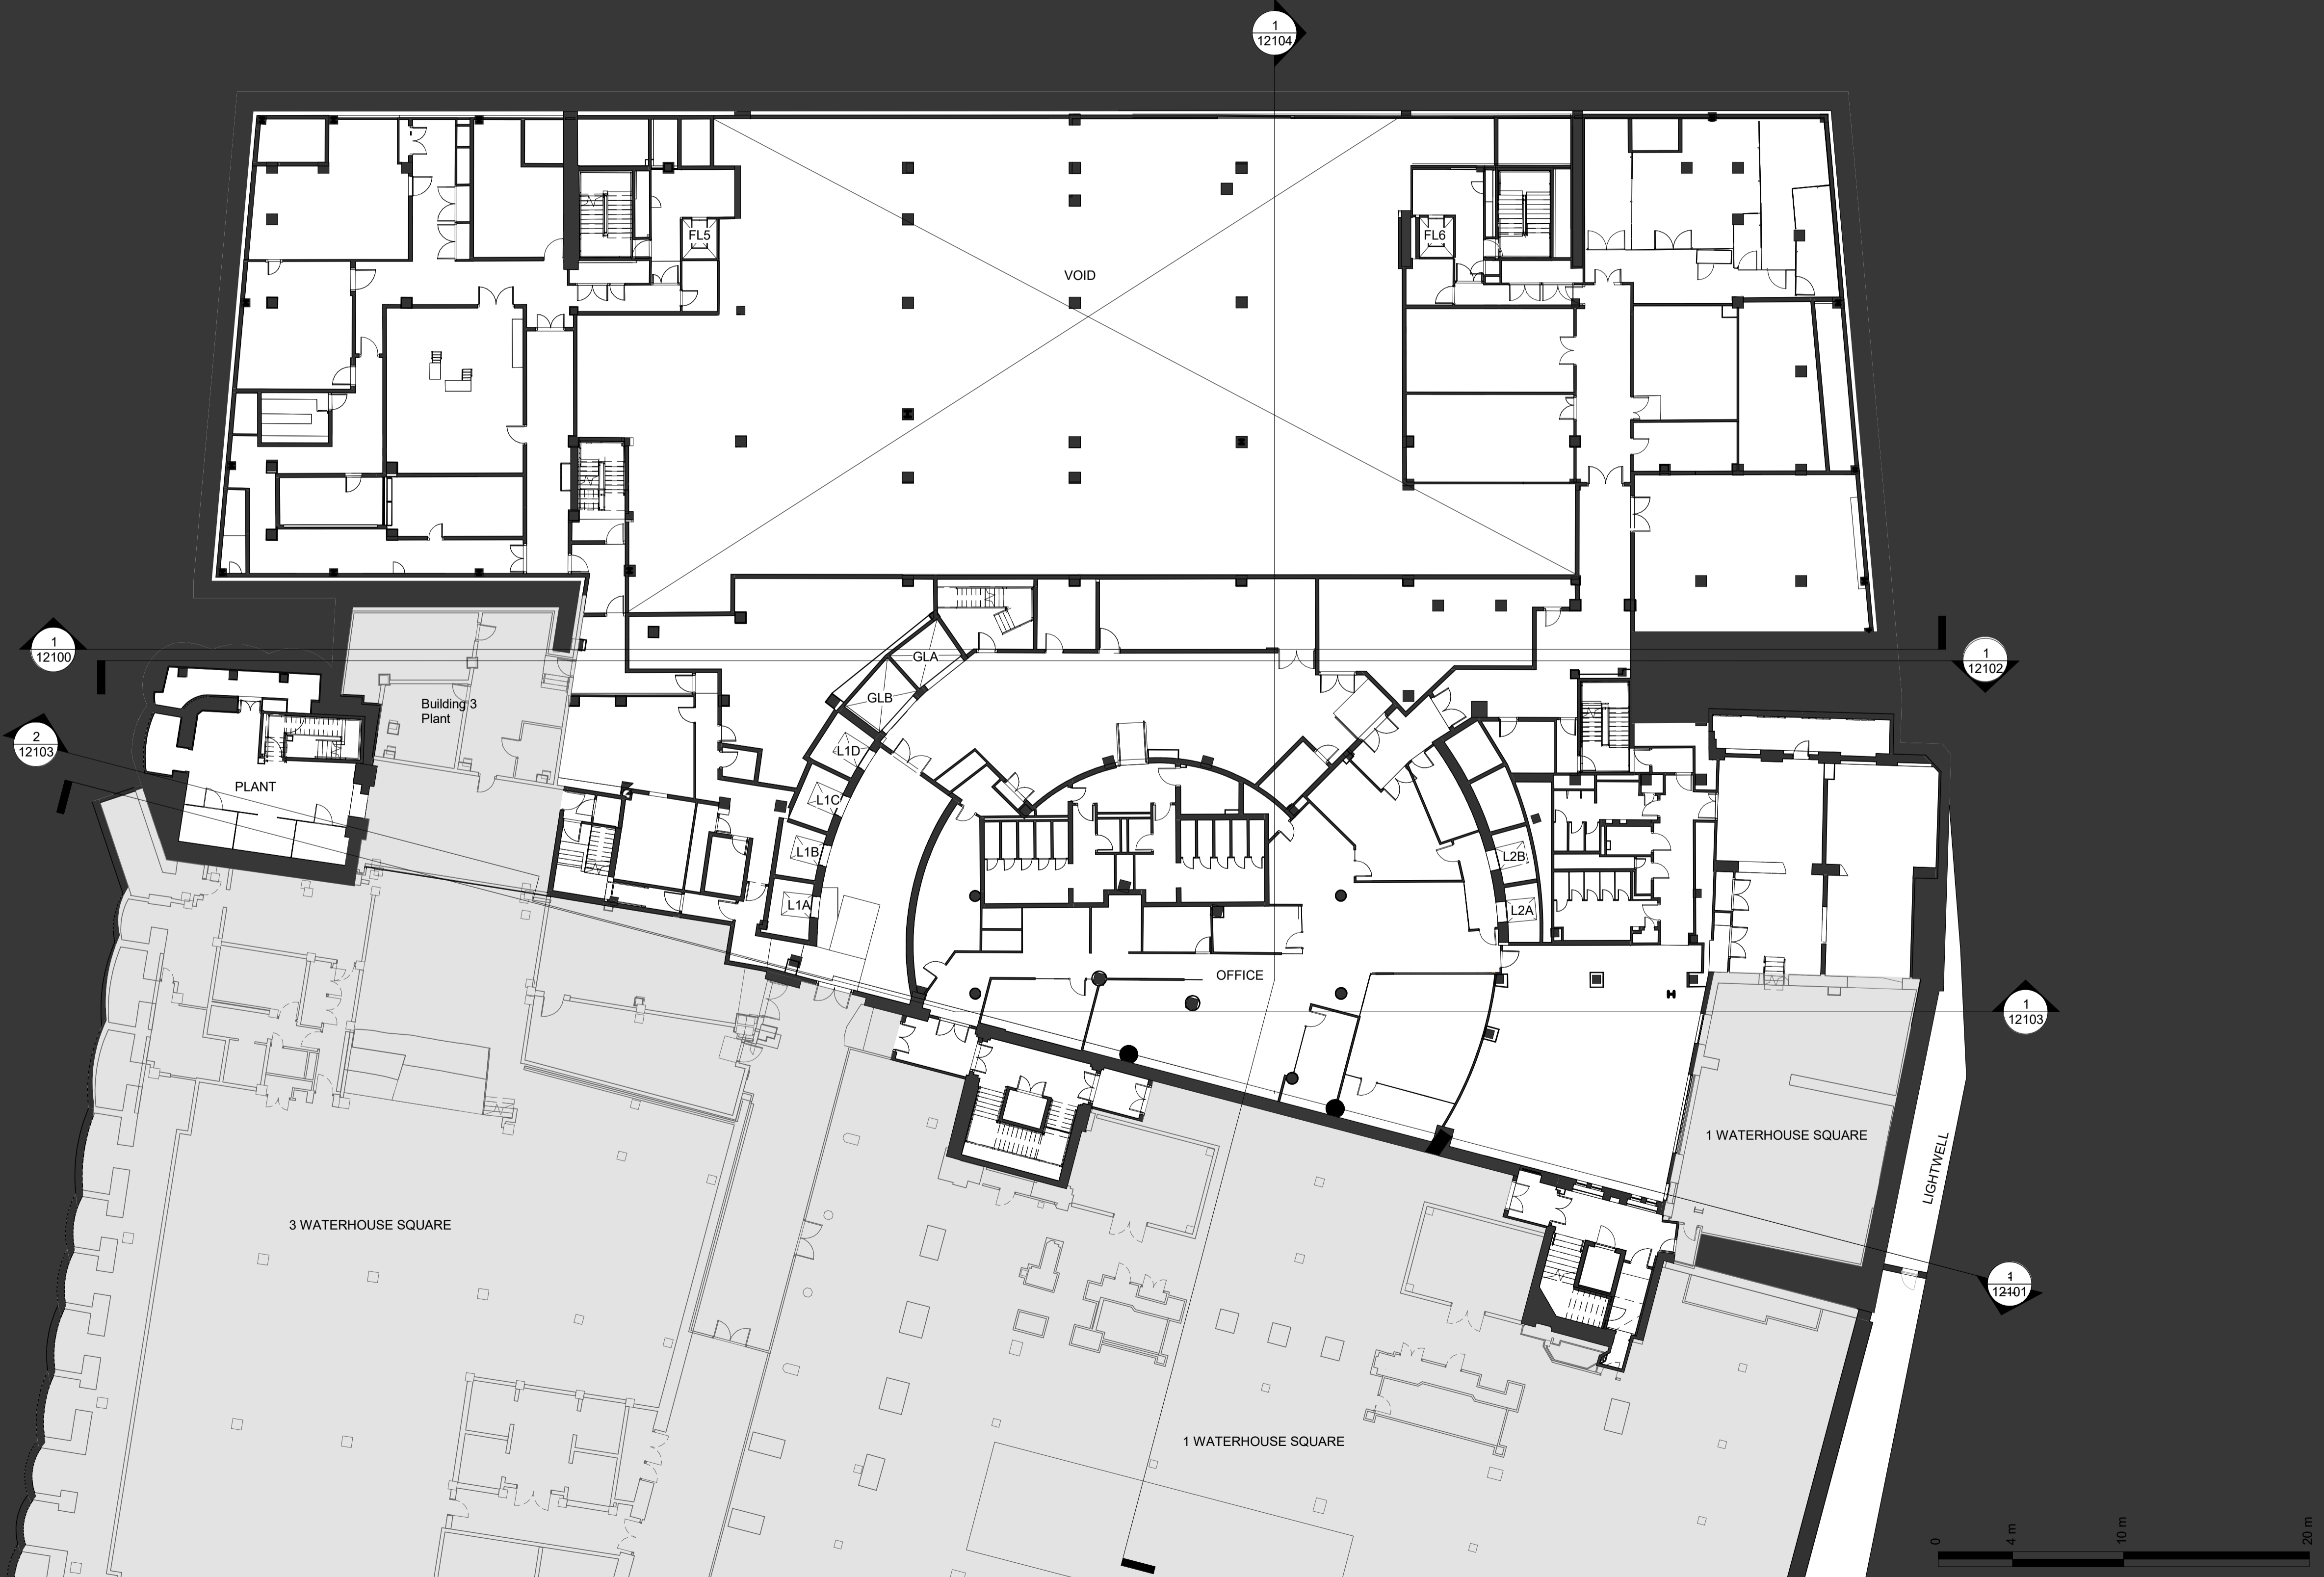 1
12104
FL5
FL6
VOID
1
12100
GLA
1
12102
GLB
Building 3
Plant
2
12103
L1D
PLANT
L1C
L1B
L2B
L1A
L2A
OFFICE
1
12103
1 WATERHOUSE SQUARE
LIGHTWELL
3 WATERHOUSE SQUARE
1
12101
1 WATERHOUSE SQUARE
0
4 m
10 m
20 m